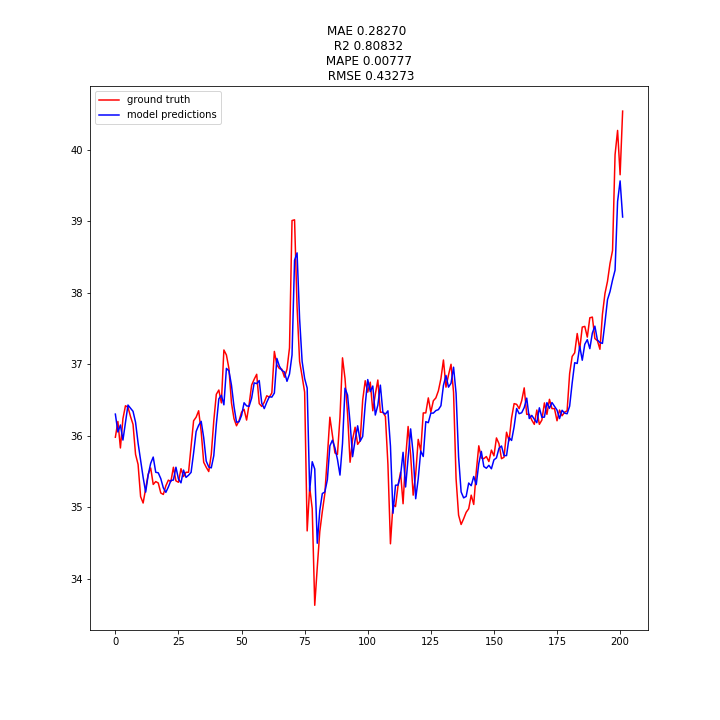 MAE 0.28270
R2 0.80832
MAPE 0.00777
RMSE 0.43273
ground truth
model predictions
40
39
38
37
36
35
34
0 25 50 75 100 125 150 175 200